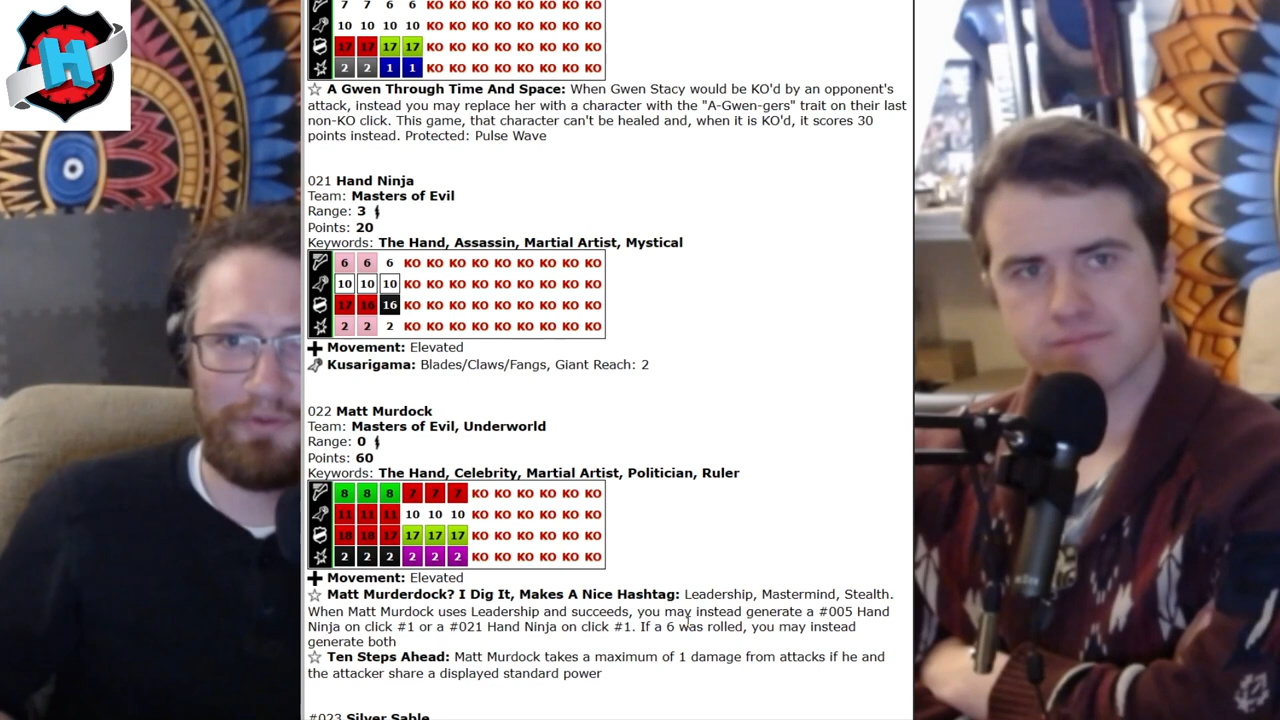 H
7 7 6 6 KO KO KO KO KO KO KO KO
10 10 10 10 KO KO KO KO KO KO KO KO
17 17 17 17 KO KO KO KO KO KO KO KO
2 2 1 1 KO KO KO KO KO KO KO KO
☆ A Gwen Through Time And Space: When Gwen Stacy would be KO'd by an opponent's
attack, instead you may replace her with a character with the "A-Gwen-gers" trait on their last
non-KO click. This game, that character can't be healed and, when it is KO'd, it scores 30
points instead. Protected: Pulse Wave
021 Hand Ninja
Team: Masters of Evil
Range: 3
Points: 20
Keywords: The Hand, Assassin, Martial Artist, Mystical
6 6 6 KO KO KO KO KO KO KO KO KO
10 10 10 KO KO KO KO KO KO KO KO KO
17 16 16 KO KO KO KO KO KO KO KO KO
2 2 2 KO KO KO KO KO KO KO KO KO
Movement: Elevated
Kusarigama: Blades/Claws/Fangs, Giant Reach: 2
022 Matt Murdock
Team: Masters of Evil, Underworld
Range: 0
Points: 60
Keywords: The Hand, Celebrity, Martial Artist, Politician, Ruler
8 8 8 7 7 7 KO KO KO KO KO KO
11 11 11 10 10 10 KO KO KO KO KO KO
18 18 17 17 17 17 KO KO KO KO KO KO
2 2 2 2 2 2 KO KO KO KO KO KO
Movement: Elevated
☆ Matt Murderdock? I Dig It, Makes A Nice Hashtag: Leadership, Mastermind, Stealth.
When Matt Murdock uses Leadership and succeeds, you may instead generate a #005 Hand
Ninja on click #1 or a #021 Hand Ninja on click #1. If a 6 was rolled, you may instead
generate both
☆ Ten Steps Ahead: Matt Murdock takes a maximum of 1 damage from attacks if he and
the attacker share a displayed standard power
#023 Silver Sable